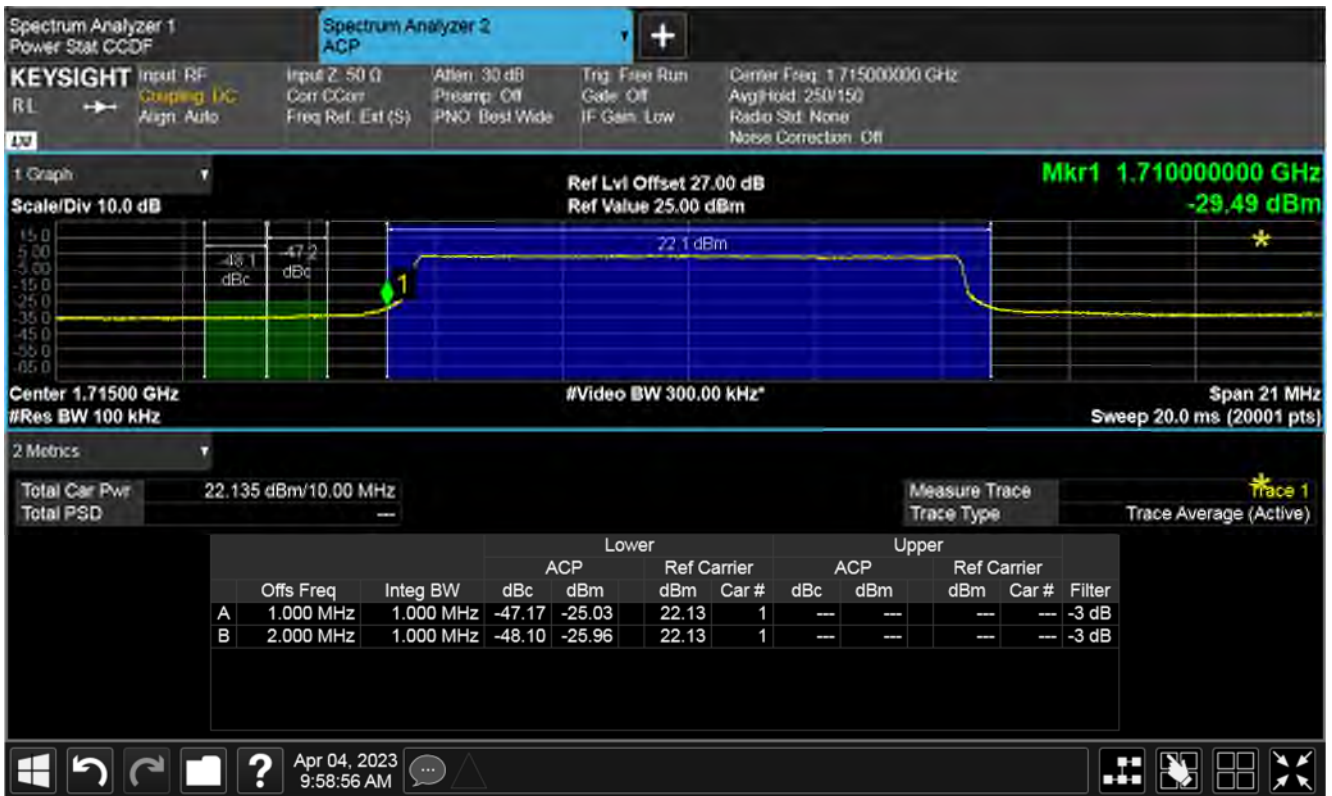 Spectrum Analyzer 1
Power Stat CCDF
Spectrum Analyzer 2
ACP
KEYSIGHT
RL
Input: RF
Coupling: DC
Align: Auto
Input Z: 50 Ω
Corr CCorr
Freq Ref: Ext (S)
Atten: 30 dB
Preamp: Off
PNO: Best Wide
Trig: Free Run
Gate: Off
IF Gain: Low
Center Freq: 1.715000000 GHz
Avg|Hold: 250/150
Radio Std: None
Noise Correction: Off
1 Graph
Scale/Div 10.0 dB
Ref Lvl Offset 27.00 dB
Ref Value 25.00 dBm
Mkr1 1.710000000 GHz
-29.49 dBm
15.0
5.00
-5.00
-15.0
-25.0
-35.0
-45.0
-55.0
-65.0
-48.1
dBc
-47.2
dBc
1
22.1 dBm
Center 1.71500 GHz
#Res BW 100 kHz
#Video BW 300.00 kHz*
Span 21 MHz
Sweep 20.0 ms (20001 pts)
2 Metrics
Total Car Pwr 22.135 dBm/10.00 MHz
Total PSD ---
Measure Trace Trace 1
Trace Type Trace Average (Active)
Lower Upper
ACP Ref Carrier ACP Ref Carrier
Offs Freq Integ BW dBc dBm dBm Car # dBc dBm dBm Car # Filter
A 1.000 MHz 1.000 MHz -47.17 -25.03 22.13 1 --- --- --- --- -3 dB
B 2.000 MHz 1.000 MHz -48.10 -25.96 22.13 1 --- --- --- --- -3 dB
Apr 04, 2023
9:58:56 AM